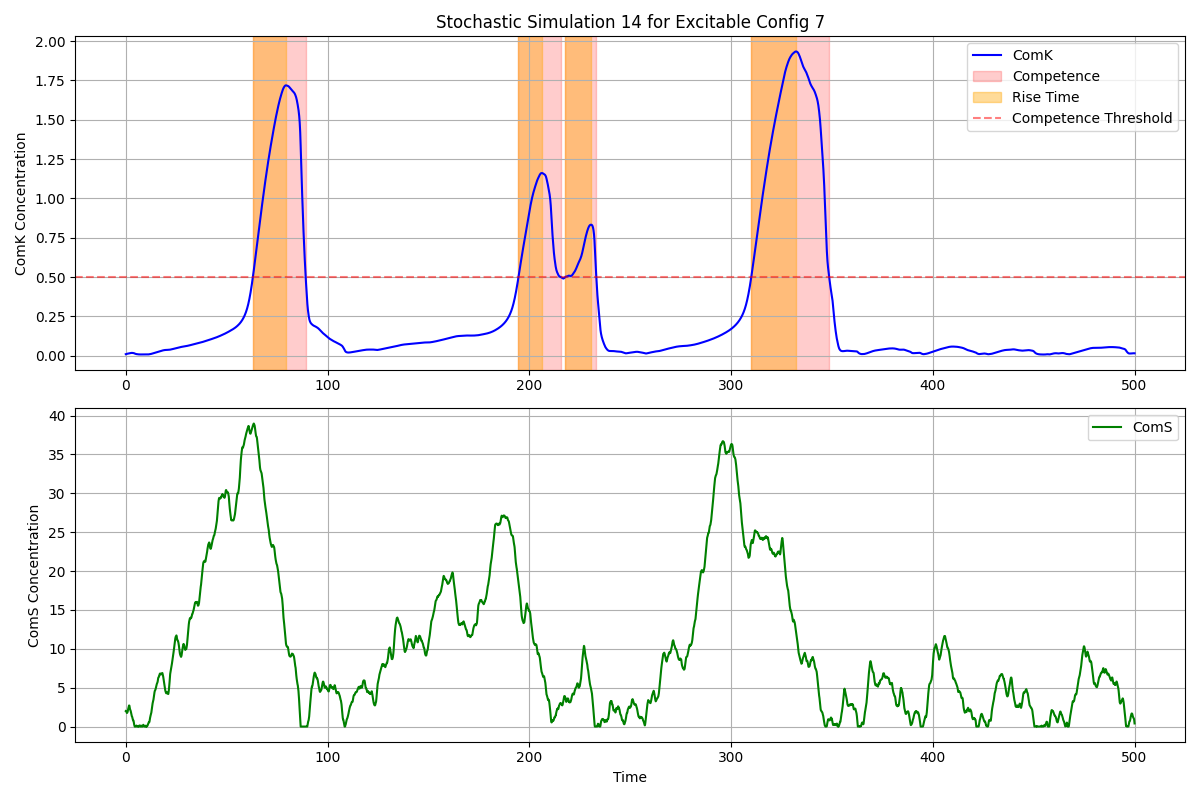 Stochastic Simulation 14 for Excitable Config 7
ComK Concentration
2.00
1.75
1.50
1.25
1.00
0.75
0.50
0.25
0.00
ComK
Competence
Rise Time
Competence Threshold
0 100 200 300 400 500
ComS Concentration
40
35
30
25
20
15
10
5
0
ComS
0 100 200 300 400 500
Time